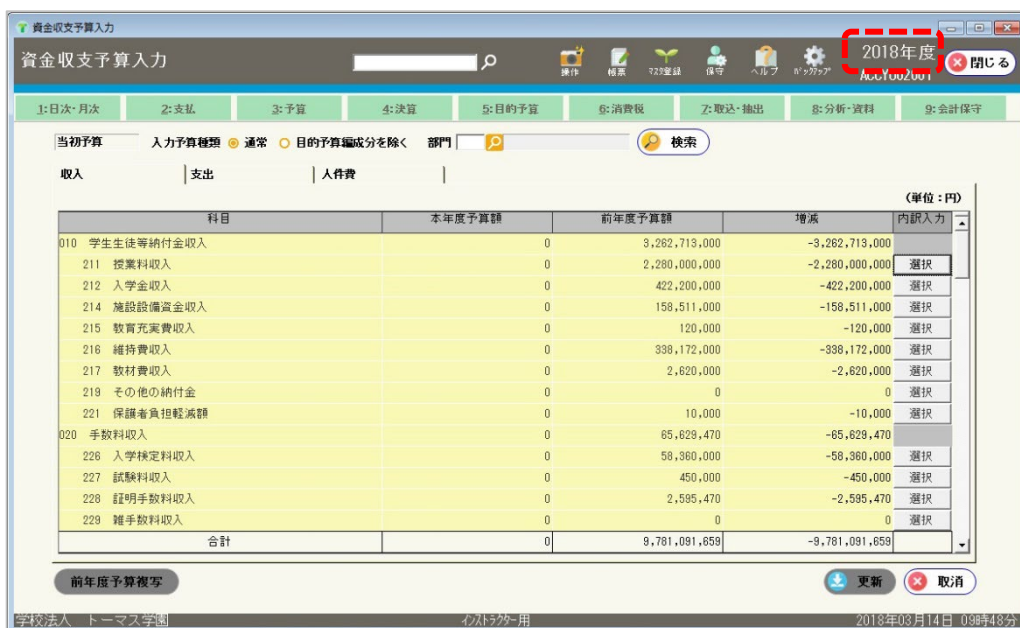 資金収支予算入力
資金収支予算入力 操作 帳票 マスタ登録 保守 ヘルプ バックアップ 2018年度 閉じる
1:日次・月次 2:支払 3:予算 4:決算 5:目的予算 6:消費税 7:取込・抽出 8:分析・資料 9:会計保守
当初予算 入力予算種類 通常 目的予算編成分を除く 部門 検索
収入 支出 人件費
(単位:円)
科目 本年度予算額 前年度予算額 増減 内訳入力
010 学生生徒等納付金収入 0 3,262,713,000 -3,262,713,000
211 授業料収入 0 2,280,000,000 -2,280,000,000 選択
212 入学金収入 0 422,200,000 -422,200,000 選択
214 施設設備資金収入 0 158,511,000 -158,511,000 選択
215 教育充実費収入 0 120,000 -120,000 選択
216 維持費収入 0 338,172,000 -338,172,000 選択
217 教材費収入 0 2,620,000 -2,620,000 選択
219 その他の納付金 0 0 0 選択
221 保護者負担軽減額 0 10,000 -10,000 選択
020 手数料収入 0 65,629,470 -65,629,470
226 入学検定料収入 0 58,360,000 -58,360,000 選択
227 試験料収入 0 450,000 -450,000 選択
228 証明手数料収入 0 2,595,470 -2,595,470 選択
229 雑手数料収入 0 0 0 選択
合計 0 9,781,091,659 -9,781,091,659
前年度予算複写 更新 取消
学校法人 トーマス学園 インストラクター用 2018年03月14日 09時48分